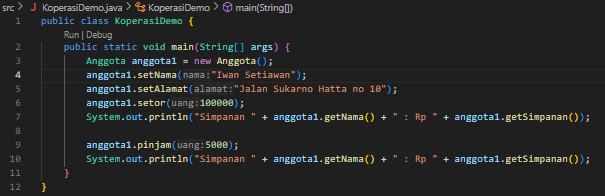 src > KoperasiDemo.java > KoperasiDemo > main(String[])
1 public class KoperasiDemo {
Run | Debug
2 public static void main(String[] args) {
3 Anggota anggota1 = new Anggota();
4 anggota1.setNama(nama:"Iwan Setiawan");
5 anggota1.setAlamat(alamat:"Jalan Sukarno Hatta no 10");
6 anggota1.setor(uang:100000);
7 System.out.println("Simpanan " + anggota1.getNama() + " : Rp " + anggota1.getSimpanan());
8
9 anggota1.pinjam(uang:5000);
10 System.out.println("Simpanan " + anggota1.getNama() + " : Rp " + anggota1.getSimpanan());
11 }
12 }